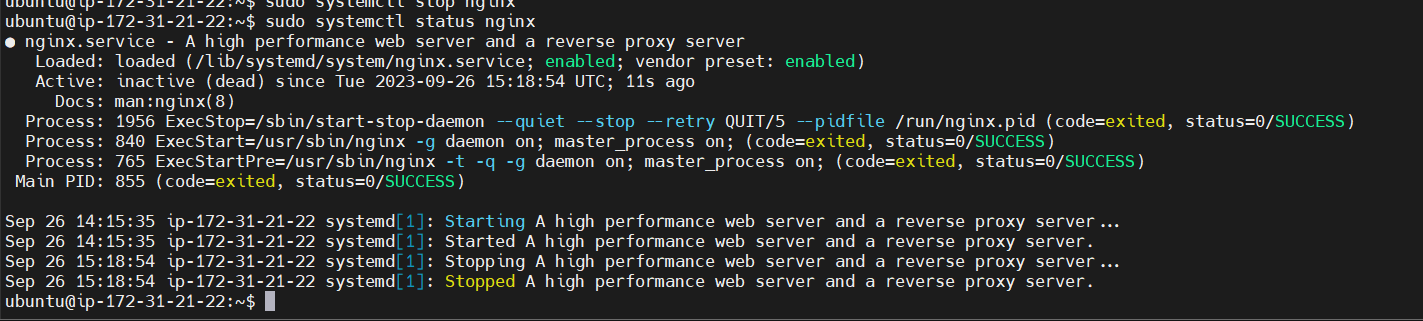 ubuntu@ip-172-31-21-22:~$ sudo systemctl stop nginx
ubuntu@ip-172-31-21-22:~$ sudo systemctl status nginx
● nginx.service - A high performance web server and a reverse proxy server
Loaded: loaded (/lib/systemd/system/nginx.service; enabled; vendor preset: enabled)
Active: inactive (dead) since Tue 2023-09-26 15:18:54 UTC; 11s ago
Docs: man:nginx(8)
Process: 1956 ExecStop=/sbin/start-stop-daemon --quiet --stop --retry QUIT/5 --pidfile /run/nginx.pid (code=exited, status=0/SUCCESS)
Process: 840 ExecStart=/usr/sbin/nginx -g daemon on; master_process on; (code=exited, status=0/SUCCESS)
Process: 765 ExecStartPre=/usr/sbin/nginx -t -q -g daemon on; master_process on; (code=exited, status=0/SUCCESS)
Main PID: 855 (code=exited, status=0/SUCCESS)
Sep 26 14:15:35 ip-172-31-21-22 systemd[1]: Starting A high performance web server and a reverse proxy server...
Sep 26 14:15:35 ip-172-31-21-22 systemd[1]: Started A high performance web server and a reverse proxy server.
Sep 26 15:18:54 ip-172-31-21-22 systemd[1]: Stopping A high performance web server and a reverse proxy server...
Sep 26 15:18:54 ip-172-31-21-22 systemd[1]: Stopped A high performance web server and a reverse proxy server.
ubuntu@ip-172-31-21-22:~$